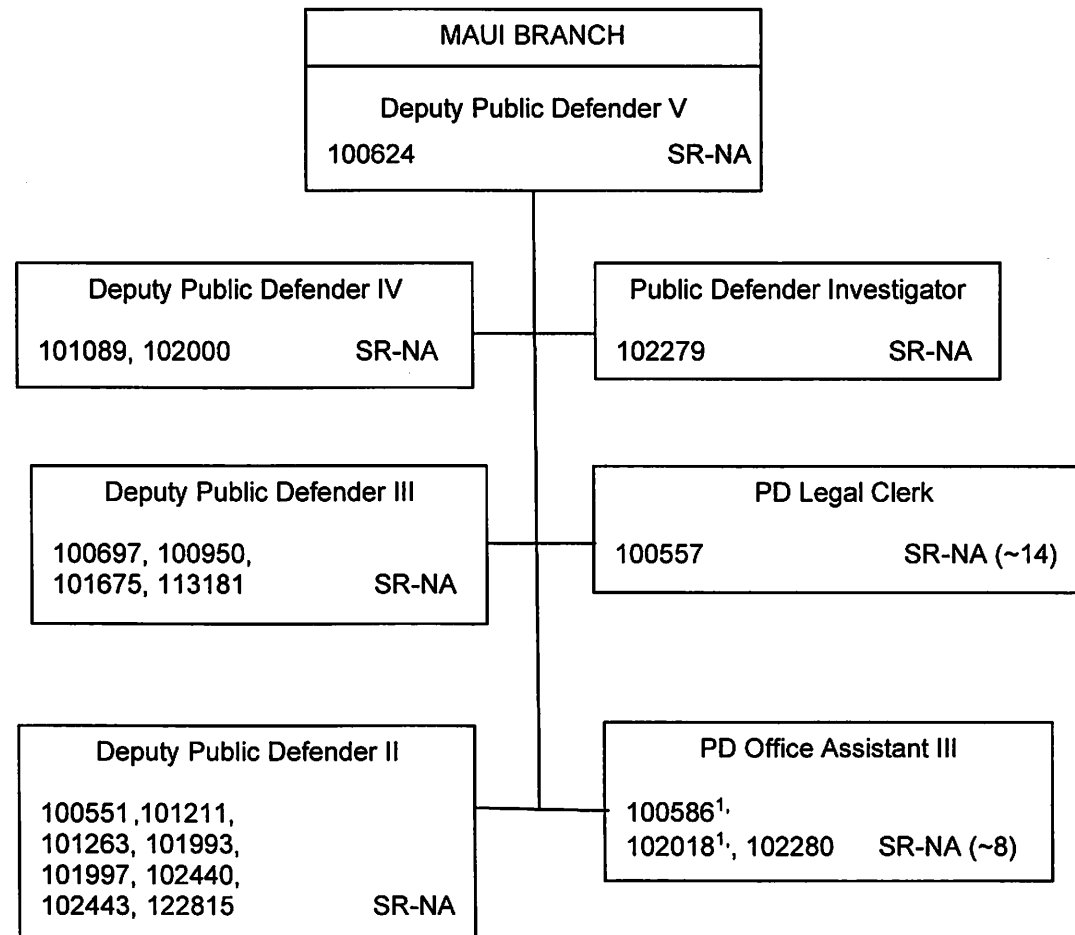 MAUI BRANCH
Deputy Public Defender V
100624 SR-NA
Deputy Public Defender IV
101089, 102000 SR-NA
Public Defender Investigator
102279 SR-NA
Deputy Public Defender III
100697, 100950,
101675, 113181 SR-NA
PD Legal Clerk
100557 SR-NA (~14)
Deputy Public Defender II
100551,101211,
101263, 101993,
101997, 102440,
102443, 122815 SR-NA
PD Office Assistant III
100586¹,
102018¹,, 102280 SR-NA (~8)